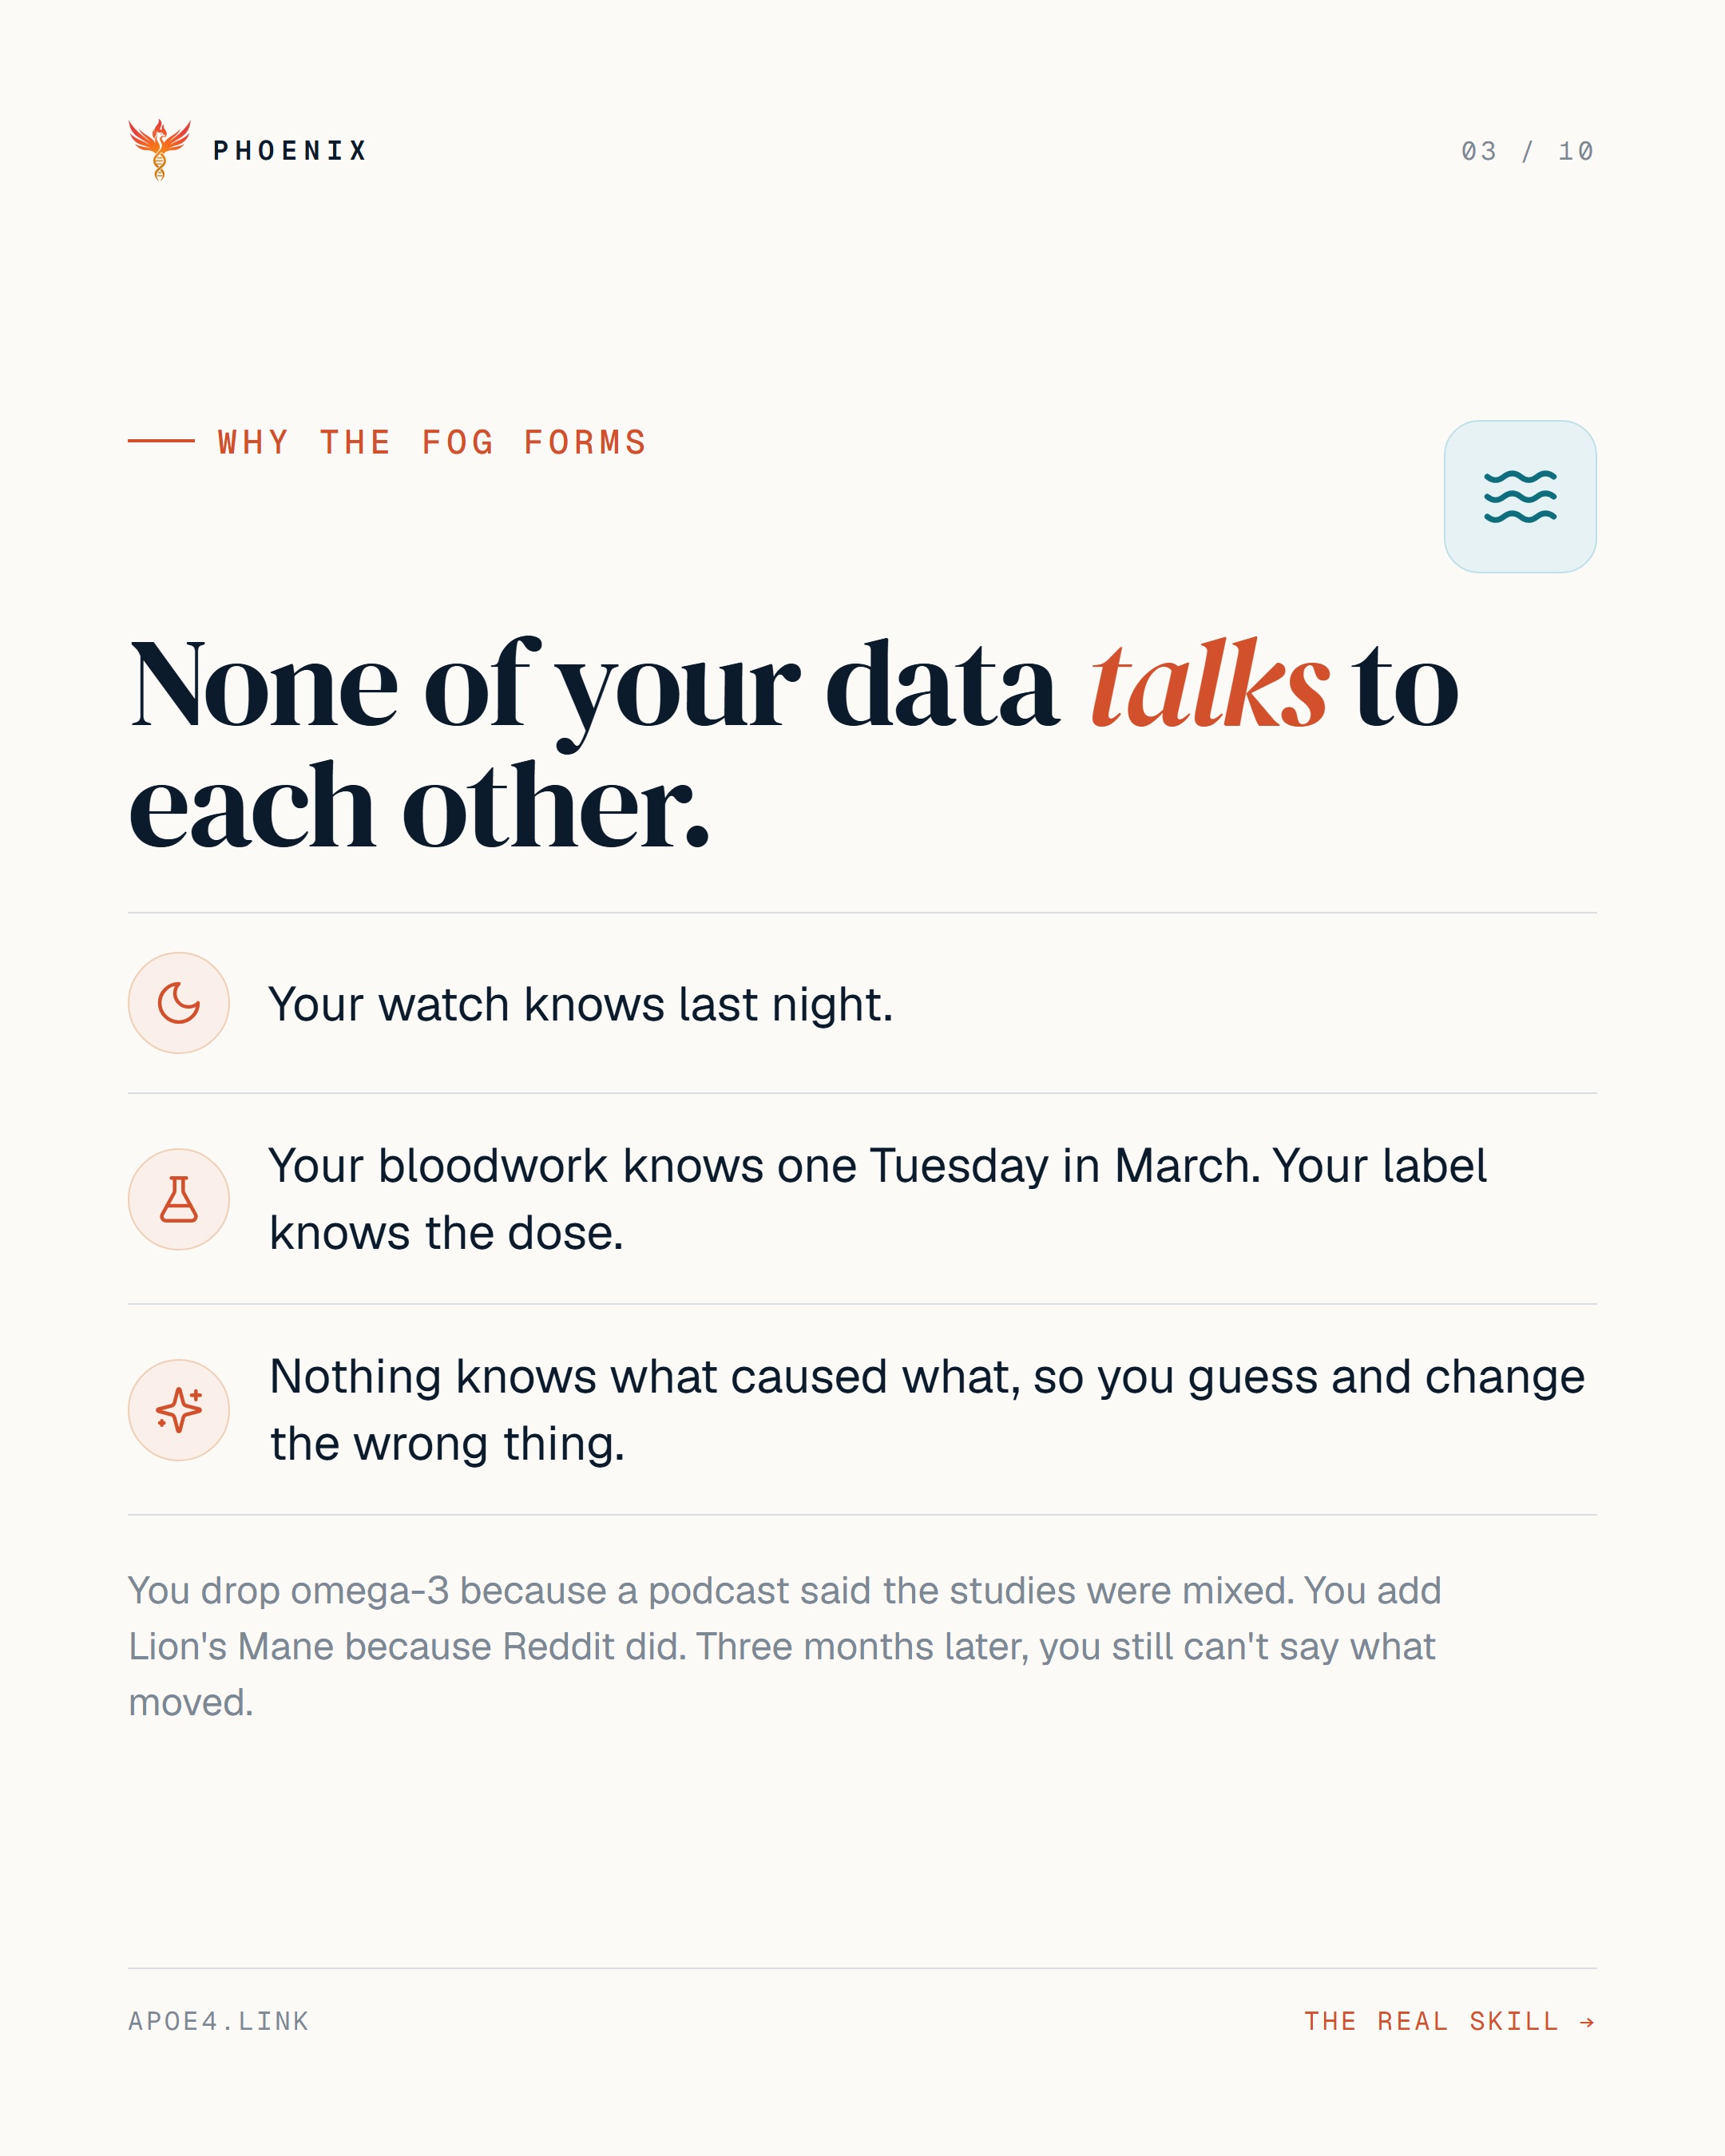 PHOENIX
03 / 10
WHY THE FOG FORMS
None of your data talks to
each other.
Your watch knows last night.
Your bloodwork knows one Tuesday in March. Your label
knows the dose.
Nothing knows what caused what, so you guess and change
the wrong thing.
You drop omega-3 because a podcast said the studies were mixed. You add
Lion's Mane because Reddit did. Three months later, you still can't say what
moved.
APOE4.LINK
THE REAL SKILL →